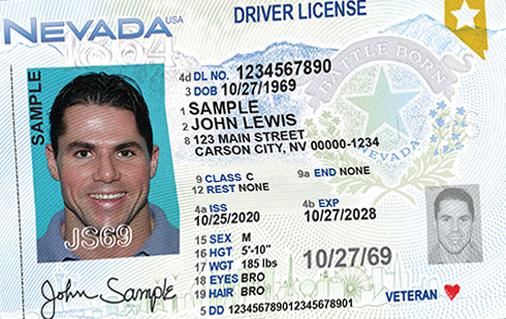 NEVADA USA DRIVER LICENSE
1864
SAMPLE
4d DL NO. 1234567890
3 DOB 10/27/1969
1 SAMPLE
2 JOHN LEWIS
8 123 MAIN STREET
CARSON CITY, NV 00000-1234
BATTLE BORN
NEVADA
9 CLASS C 9a END NONE
12 REST NONE
4a ISS 4b EXP
10/25/2020 10/27/2028
15 SEX M
16 HGT 5'-10"
17 WGT 185 lbs
18 EYES BRO
19 HAIR BRO
5 DD 12345678901234578901
10/27/69
JS69
John Sample
VETERAN